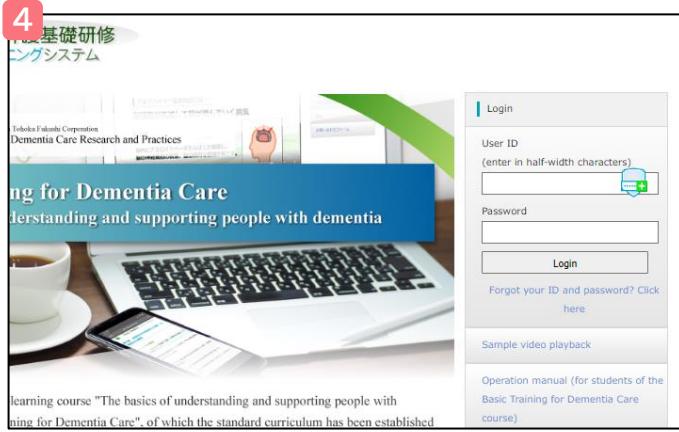 4
基礎研修
ニングシステム
Tohoku Fukushi Corporation
Dementia Care Research and Practices
ng for Dementia Care
derstanding and supporting people with dementia
learning course "The basics of understanding and supporting people with
ning for Dementia Care", of which the standard curriculum has been established
Login
User ID
(enter in half-width characters)
Password
Login
Forgot your ID and password? Click
here
Sample video playback
Operation manual (for students of the
Basic Training for Dementia Care
course)